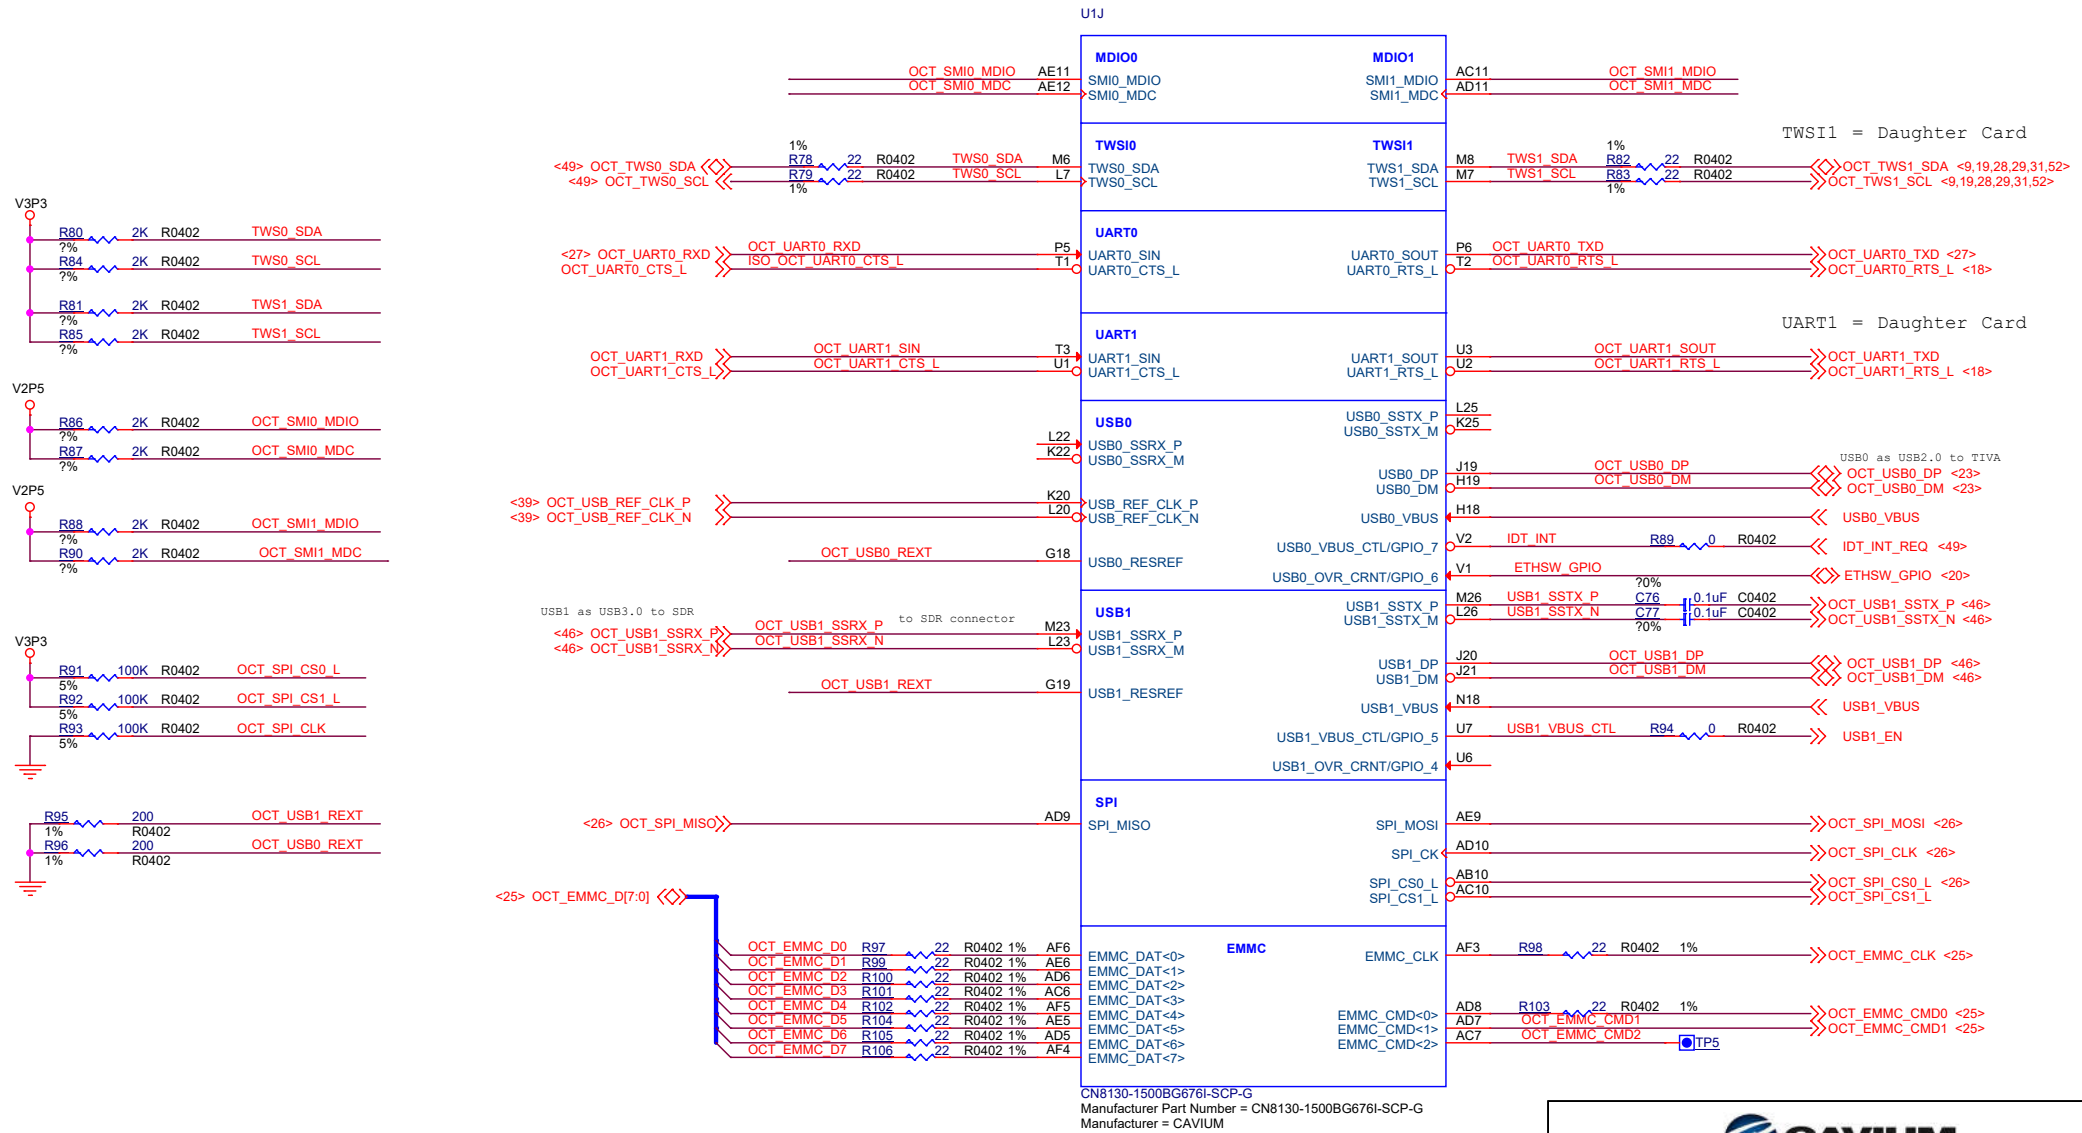 U1J
MDIO0 MDIO1
OCT_SMI0_MDIO AE11 SMI0_MDIO SMI1_MDIO AC11 OCT_SMI1_MDIO
OCT_SMI0_MDC AE12 SMI0_MDC SMI1_MDC AD11 OCT_SMI1_MDC
TWSI1 = Daughter Card
1% TWSI0 TWSI1 1%
<49> OCT_TWS0_SDA R78 22 R0402 TWS0_SDA M6 TWS0_SDA TWS1_SDA M8 TWS1_SDA R82 22 R0402 OCT_TWS1_SDA <9,19,28,29,31,52>
<49> OCT_TWS0_SCL R79 22 R0402 TWS0_SCL L7 TWS0_SCL TWS1_SCL M7 TWS1_SCL R83 22 R0402 OCT_TWS1_SCL <9,19,28,29,31,52>
1% 1%
V3P3
R80 2K R0402 TWS0_SDA
?%
R84 2K R0402 TWS0_SCL
?%
R81 2K R0402 TWS1_SDA
?%
R85 2K R0402 TWS1_SCL
?%
UART0
<27> OCT_UART0_RXD OCT_UART0_RXD P5 UART0_SIN UART0_SOUT P6 OCT_UART0_TXD OCT_UART0_TXD <27>
OCT_UART0_CTS_L ISO_OCT_UART0_CTS_L T1 UART0_CTS_L UART0_RTS_L T2 OCT_UART0_RTS_L OCT_UART0_RTS_L <18>
UART1 = Daughter Card
UART1
OCT_UART1_RXD OCT_UART1_SIN T3 UART1_SIN UART1_SOUT U3 OCT_UART1_SOUT OCT_UART1_TXD
OCT_UART1_CTS_L OCT_UART1_CTS_L U1 UART1_CTS_L UART1_RTS_L U2 OCT_UART1_RTS_L OCT_UART1_RTS_L <18>
V2P5
R86 2K R0402 OCT_SMI0_MDIO
?%
R87 2K R0402 OCT_SMI0_MDC
?%
V2P5
R88 2K R0402 OCT_SMI1_MDIO
?%
R90 2K R0402 OCT_SMI1_MDC
?%
USB0
USB0_SSTX_P L25
USB0_SSTX_M K25
L22 USB0_SSRX_P
K22 USB0_SSRX_M
USB0 as USB2.0 to TIVA
USB0_DP J19 OCT_USB0_DP OCT_USB0_DP <23>
USB0_DM H19 OCT_USB0_DM OCT_USB0_DM <23>
<39> OCT_USB_REF_CLK_P K20 USB_REF_CLK_P
<39> OCT_USB_REF_CLK_N L20 USB_REF_CLK_N USB0_VBUS H18 USB0_VBUS
USB0_VBUS_CTL/GPIO_7 V2 IDT_INT R89 0 R0402 IDT_INT_REQ <49>
OCT_USB0_REXT G18 USB0_RESREF
USB0_OVR_CRNT/GPIO_6 V1 ETHSW_GPIO ETHSW_GPIO <20>
?0%
USB1 as USB3.0 to SDR to SDR connector
USB1
USB1_SSTX_P M26 USB1_SSTX_P C76 0.1uF C0402 OCT_USB1_SSTX_P <46>
USB1_SSTX_M L26 USB1_SSTX_N C77 0.1uF C0402 OCT_USB1_SSTX_N <46>
?0%
<46> OCT_USB1_SSRX_P OCT_USB1_SSRX_P M23 USB1_SSRX_P
<46> OCT_USB1_SSRX_N OCT_USB1_SSRX_N L23 USB1_SSRX_M
USB1_DP J20 OCT_USB1_DP OCT_USB1_DP <46>
USB1_DM J21 OCT_USB1_DM OCT_USB1_DM <46>
OCT_USB1_REXT G19 USB1_RESREF
USB1_VBUS N18 USB1_VBUS
USB1_VBUS_CTL/GPIO_5 U7 USB1_VBUS_CTL R94 0 R0402 USB1_EN
USB1_OVR_CRNT/GPIO_4 U6
V3P3
R91 100K R0402 OCT_SPI_CS0_L
5%
R92 100K R0402 OCT_SPI_CS1_L
5%
R93 100K R0402 OCT_SPI_CLK
5%
R95 200 OCT_USB1_REXT
1% R0402
R96 200 OCT_USB0_REXT
1% R0402
SPI
<26> OCT_SPI_MISO AD9 SPI_MISO SPI_MOSI AE9 OCT_SPI_MOSI <26>
SPI_CK AD10 OCT_SPI_CLK <26>
SPI_CS0_L AB10 OCT_SPI_CS0_L <26>
SPI_CS1_L AC10 OCT_SPI_CS1_L
<25> OCT_EMMC_D[7:0]
EMMC
OCT_EMMC_D0 R97 22 R0402 1% AF6 EMMC_DAT<0> EMMC_CLK AF3 R98 22 R0402 1% OCT_EMMC_CLK <25>
OCT_EMMC_D1 R99 22 R0402 1% AE6 EMMC_DAT<1>
OCT_EMMC_D2 R100 22 R0402 1% AD6 EMMC_DAT<2>
OCT_EMMC_D3 R101 22 R0402 1% AC6 EMMC_DAT<3>
OCT_EMMC_D4 R102 22 R0402 1% AF5 EMMC_DAT<4> EMMC_CMD<0> AD8 R103 22 R0402 1% OCT_EMMC_CMD0 <25>
OCT_EMMC_D5 R104 22 R0402 1% AE5 EMMC_DAT<5> EMMC_CMD<1> AD7 OCT_EMMC_CMD1 OCT_EMMC_CMD1 <25>
OCT_EMMC_D6 R105 22 R0402 1% AD5 EMMC_DAT<6> EMMC_CMD<2> AC7 OCT_EMMC_CMD2 TP5
OCT_EMMC_D7 R106 22 R0402 1% AF4 EMMC_DAT<7>
CN8130-1500BG676I-SCP-G
Manufacturer Part Number = CN8130-1500BG676I-SCP-G
Manufacturer = CAVIUM
CAVIUM